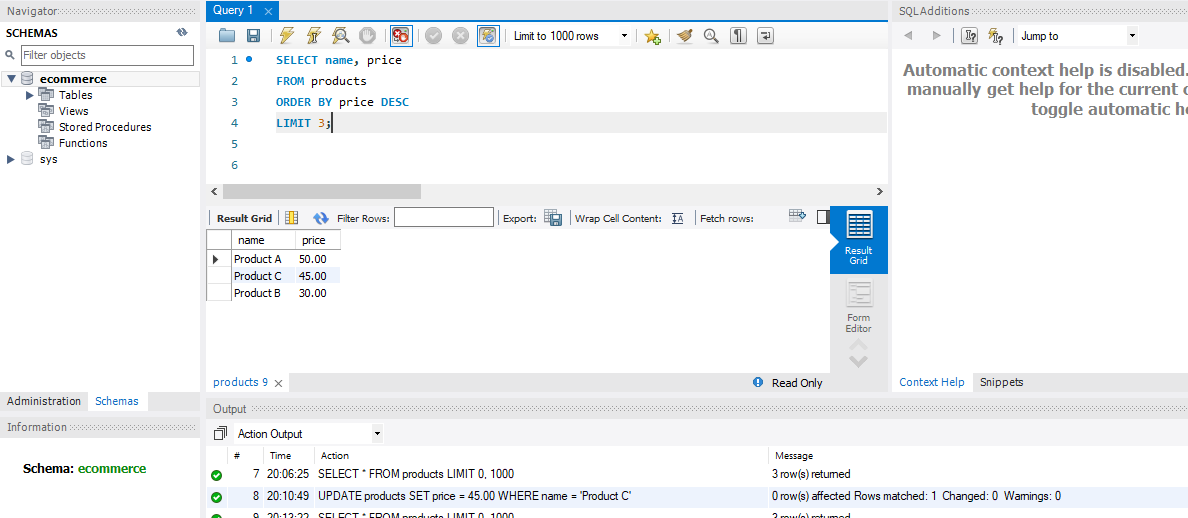 Navigator
SCHEMAS
Filter objects
ecommerce
Tables
Views
Stored Procedures
Functions
sys
Administration Schemas
Information
Schema: ecommerce
Query 1
Limit to 1000 rows
1 SELECT name, price
2 FROM products
3 ORDER BY price DESC
4 LIMIT 3;
5
6
Result Grid Filter Rows: Export: Wrap Cell Content: Fetch rows:
name price
Product A 50.00
Product C 45.00
Product B 30.00
Result
Grid
Form
Editor
products 9 Read Only
SQLAdditions
Jump to
Automatic context help is disabled.
manually get help for the current
toggle automatic
Context Help Snippets
Output
Action Output
# Time Action Message
7 20:06:25 SELECT * FROM products LIMIT 0, 1000 3 row(s) returned
8 20:10:49 UPDATE products SET price = 45.00 WHERE name = 'Product C' 0 row(s) affected Rows matched: 1 Changed: 0 Warnings: 0
9 20:13:22 SELECT * FROM products LIMIT 0, 1000 3 row(s) returned